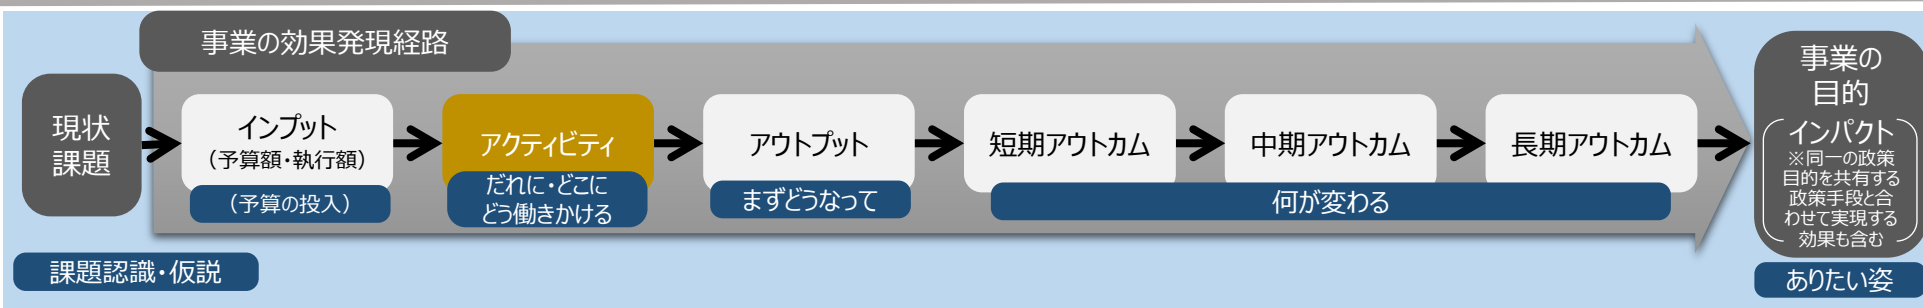 事業の効果発現経路
現状
課題
インプット
（予算額・執行額）
（予算の投入）
アクティビティ
だれに・どこに
どう働きかける
アウトプット
まずどうなって
短期アウトカム
中期アウトカム
長期アウトカム
何が変わる
事業の
目的
インパクト
※同一の政策
目的を共有する
政策手段と合
わせて実現する
効果も含む
課題認識・仮説
ありたい姿